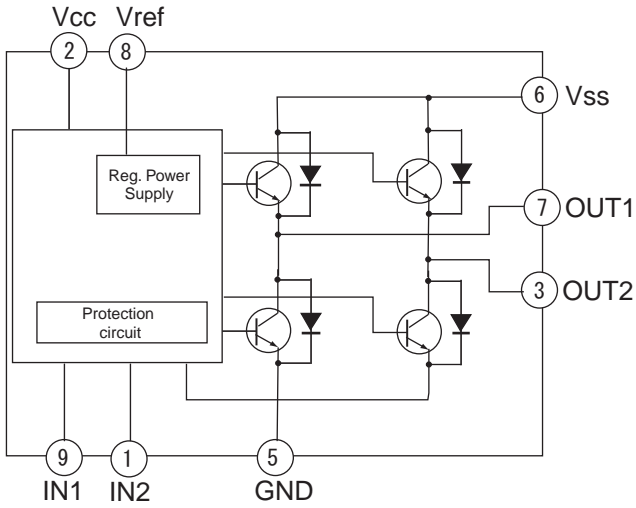 Vcc Vref
2 8
6 Vss
Reg. Power
Supply
7 OUT1
3 OUT2
Protection
circuit
9 1 5
IN1 IN2 GND